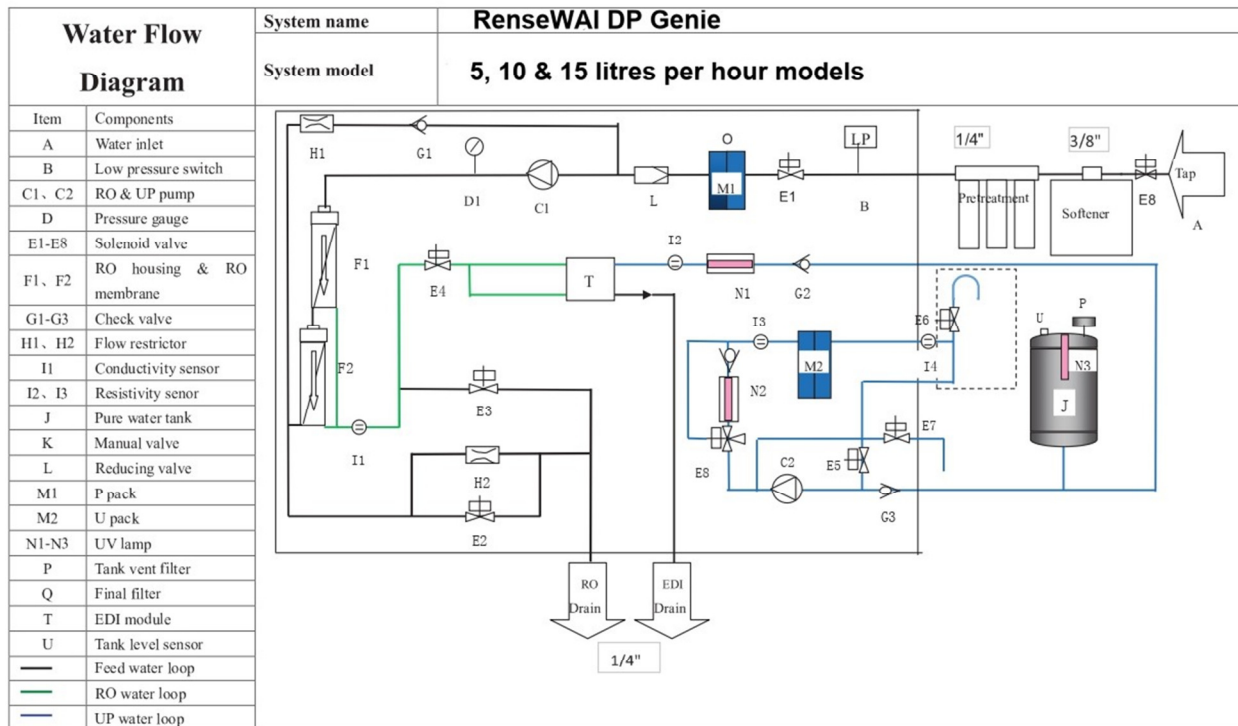 Water Flow
Diagram
System name
RenseWAI DP Genie
System model
5, 10 & 15 litres per hour models
Item Components
A Water inlet
B Low pressure switch
C1、C2 RO & UP pump
D Pressure gauge
E1-E8 Solenoid valve
F1、F2 RO housing & RO
membrane
G1-G3 Check valve
H1、H2 Flow restrictor
I1 Conductivity sensor
I2、I3 Resistivity senor
J Pure water tank
K Manual valve
L Reducing valve
M1 P pack
M2 U pack
N1-N3 UV lamp
P Tank vent filter
Q Final filter
T EDI module
U Tank level sensor
Feed water loop
RO water loop
UP water loop
H1
G1
D1
C1
L
O
M1
E1
LP
B
1/4"
Pretreatment
3/8"
Softener
E8
Tap
A
F1
E4
T
I2
N1
G2
F2
I1
E3
H2
E2
I3
N2
M2
E6
I4
E8
C2
E5
E7
G3
U
P
N3
J
RO
Drain
EDI
Drain
1/4"